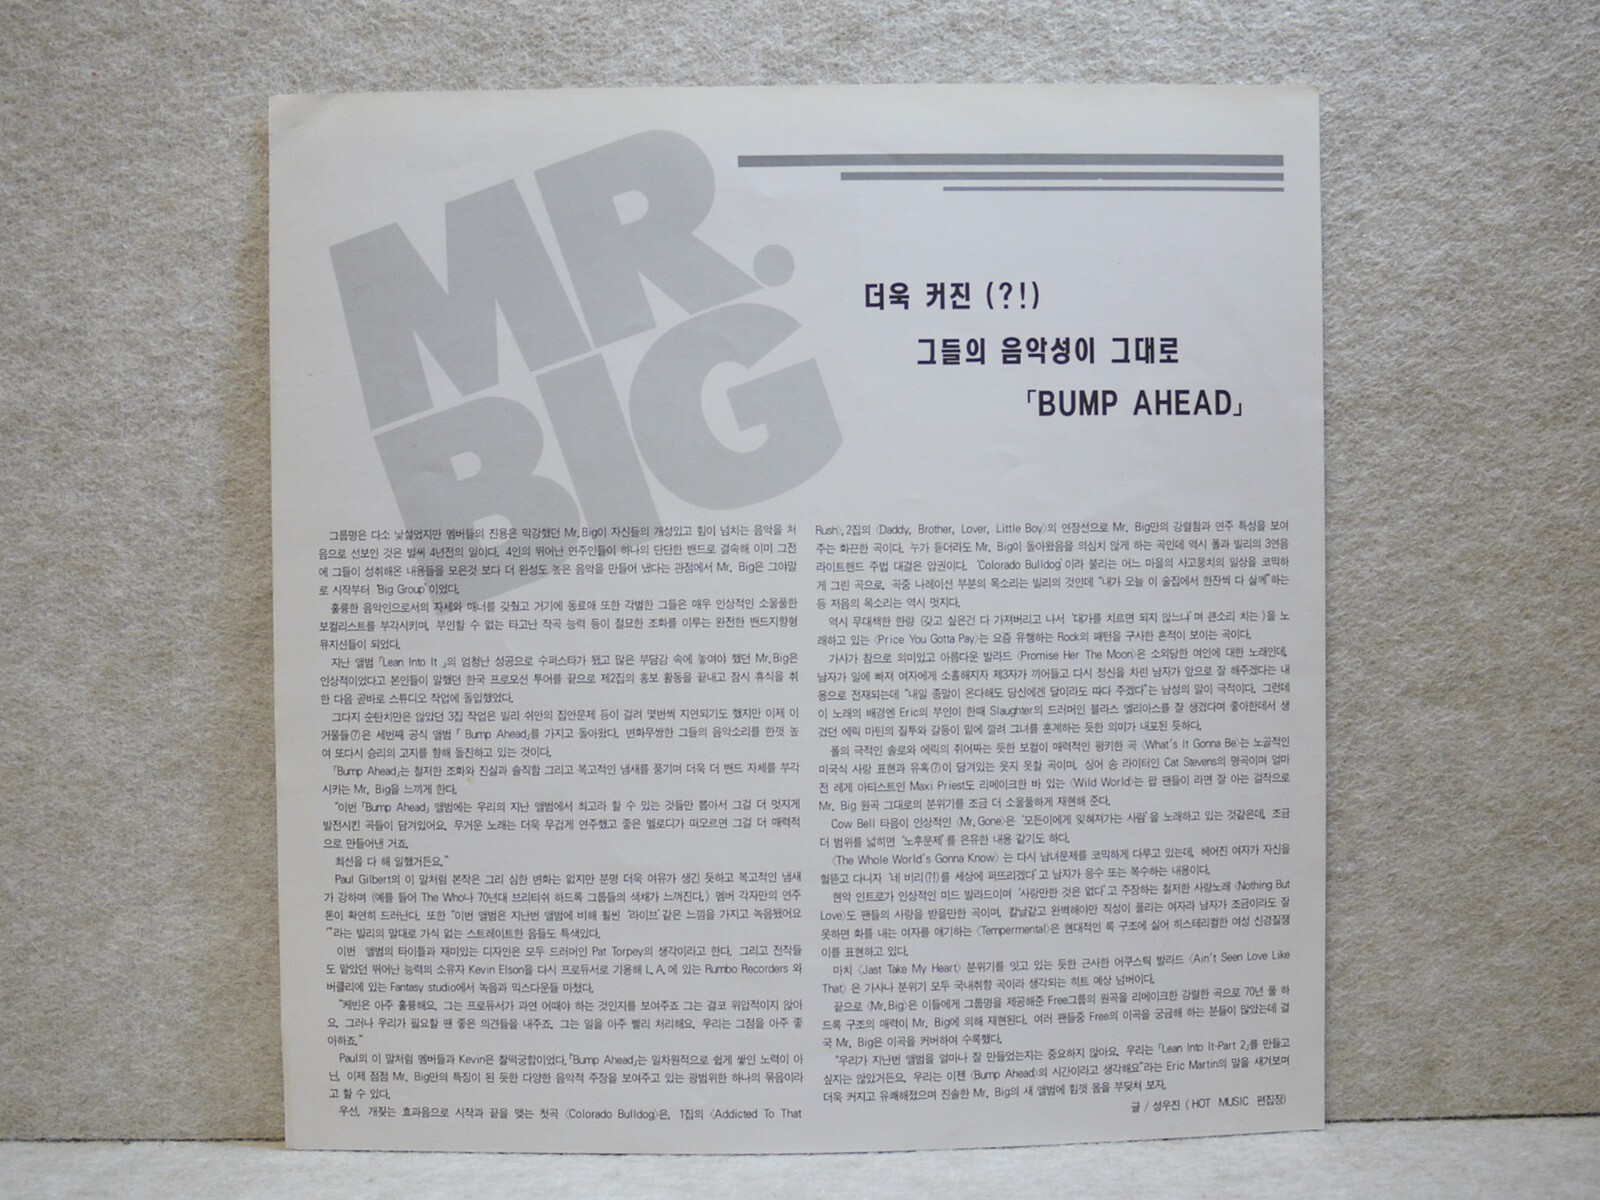 MR.
BIG
더욱 커진 (?!)
그들의 음악성이 그대로
「BUMP AHEAD」
그룹명은 다소 낯설었지만 멤버들의 진용은 막강했던 Mr. Big이 자신들의 개성있고 힘이 넘치는 음악을 처
음으로 선보인 것은 벌써 4년전의 일이다. 4인의 뛰어난 연주인들이 하나의 단단한 밴드로 결속해 이미 그전
에 그들이 성취해온 내용들을 모은것 보다 더 완성도 높은 음악을 만들어 냈다는 관점에서 Mr. Big은 그야말
로 시작부터 'Big Group'이었다.
훌륭한 음악인으로서의 자세와 매너를 갖췄고 거기에 동료애 또한 각별한 그들은 매우 인상적인 소울풀한
보컬리스트를 부각시키며, 부인할 수 없는 타고난 작곡 능력 등이 절묘한 조화를 이루는 완전한 밴드지향형
뮤지션들이 되었다.
지난 앨범 「Lean Into It」의 엄청난 성공으로 수퍼스타가 됐고 많은 부담감 속에 놓여야 했던 Mr. Big은
인상적이었다고 본인들이 말했던 한국 프로모션 투어를 끝으로 제2집의 홍보 활동을 끝내고 잠시 휴식을 취
한 다음 곧바로 스튜디오 작업에 돌입했었다.
그다지 순탄치만은 않았던 3집 작업은 빌리 쉬안의 집안문제 등이 걸려 몇번씩 지연되기도 했지만 이제 이
거물들(?)은 세번째 공식 앨범「 Bump Ahead」를 가지고 돌아왔다. 변화무쌍한 그들의 음악소리를 한껏 높
여 또다시 승리의 고지를 향해 돌진하고 있는 것이다.
「Bump Ahead」는 철저한 조화와 진실과 솔직함 그리고 복고적인 냄새를 풍기며 더욱 더 밴드 자체를 부각
시키는 Mr. Big을 느끼게 한다.
"이번 「Bump Ahead」 앨범에는 우리의 지난 앨범에서 최고라 할 수 있는 것들만 뽑아서 그걸 더 멋지게
발전시킨 곡들이 담겨있어요. 무거운 노래는 더욱 무겁게 연주했고 좋은 멜로디가 떠오르면 그걸 더 매력적
으로 만들어낸 거죠.
최선을 다 해 일했거든요."
Paul Gilbert의 이 말처럼 본작은 그리 심한 변화는 없지만 분명 더욱 여유가 생긴 듯하고 복고적인 냄새
가 강하며 (예를 들어 The Who나 70년대 브리티쉬 하드록 그룹들의 색채가 느껴진다.) 멤버 각자만의 연주
톤이 확연히 드러난다. 또한 "이번 앨범은 지난번 앨범에 비해 훨씬 '라이브'같은 느낌을 가지고 녹음됐어요
'"라는 빌리의 말대로 가식 없는 스트레이트한 음들도 특색있다.
이번 앨범의 타이틀과 재미있는 디자인은 모두 드러머인 Pat Torpey의 생각이라고 한다. 그리고 전작들
도 맡았던 뛰어난 능력의 소유자 Kevin Elson을 다시 프로듀서로 기용해 L.A.에 있는 Rumbo Recorders 와
버클리에 있는 Fantasy studio에서 녹음과 믹스다운들 마쳤다.
"케빈은 아주 훌륭해요. 그는 프로듀서가 과연 어때야 하는 것인지를 보여주죠 그는 결코 위압적이지 않아
요. 그러나 우리가 필요할 땐 좋은 의견들을 내주죠. 그는 일을 아주 빨리 처리해요. 우리는 그점을 아주 좋
아하죠."
Paul의 이 말처럼 멤버들과 Kevin은 찰떡궁합이었다.「Bump Ahead」는 일차원적으로 쉽게 쌓인 노력이 아
닌, 이제 점점 Mr. Big만의 특징이 된 듯한 다양한 음악적 주장을 보여주고 있는 광범위한 하나의 묶음이라
고 할 수 있다.
우선, 개짖는 효과음으로 시작과 끝을 맺는 첫곡 〈Colorado Bulldog〉은, 1집의 〈Addicted To That
Rush〉, 2집의 〈Daddy, Brother, Lover, Little Boy〉의 연장선으로 Mr. Big만의 강렬함과 연주 특성을 보여
주는 화끈한 곡이다. 누가 듣더라도 Mr. Big이 돌아왔음을 의심치 않게 하는 곡인데 역시 폴과 빌리의 3연음
라이트핸드 주법 대결은 압권이다. 'Colorado Bulldog'이라 불리는 어느 마을의 사고뭉치의 일상을 코믹하
게 그린 곡으로, 곡중 나레이션 부분의 목소리는 빌리의 것인데 "내가 오늘 이 술집에서 한잔씩 다 살께"하는
등 저음의 목소리는 역시 멋지다.
역시 무대책한 한량 (갖고 싶은건 다 가져버리고 나서 '대가를 치르면 되지 않느냐'며 큰소리 치는)을 노
래하고 있는 〈Price You Gotta Pay〉는 요즘 유행하는 Rock의 패턴을 구사한 흔적이 보이는 곡이다.
가사가 참으로 의미있고 아름다운 발라드 〈Promise Her The Moon〉은 소외당한 여인에 대한 노래인데,
남자가 일에 빠져 여자에게 소홀해지자 제3자가 끼어들고 다시 정신을 차린 남자가 앞으로 잘 해주겠다는 내
용으로 전재되는데 "내일 종말이 온다해도 당신에겐 달이라도 따다 주겠다"는 남성의 말이 극적이다. 그런데
이 노래의 배경엔 Eric의 부인이 한때 Slaughter의 드러머인 블라스 엘리아스를 잘 생겼다며 좋아한데서 생
겼던 에릭 마틴의 질투와 갈등이 밑에 깔려 그녀를 훈계하는 듯한 의미가 내포된 듯하다.
폴의 극적인 솔로와 에릭의 쥐어짜는 듯한 보컬이 매력적인 펑키한 곡 〈What's It Gonna Be〉는 노골적인
미국식 사랑 표현과 유혹(?)이 담겨있는 웃지 못할 곡이며, 싱어 송 라이터인 Cat Stevens의 명곡이며 얼마
전 레게 아티스트인 Maxi Priest도 리메이크한 바 있는 〈Wild World〉는 팝 팬들이 라면 잘 아는 걸작으로
Mr. Big 원곡 그대로의 분위기를 조금 더 소울풀하게 재현해 준다.
Cow Bell 타음이 인상적인 〈Mr. Gone〉은 '모든이에게 잊혀져가는 사람'을 노래하고 있는 것같은데, 조금
더 범위를 넓히면 '노후문제'를 은유한 내용 같기도 하다.
〈The Whole World's Gonna Know〉는 다시 남녀문제를 코믹하게 다루고 있는데, 헤어진 여자가 자신을
헐뜯고 다니자 '네 비리(?!)를 세상에 퍼뜨리겠다'고 남자가 응수 또는 복수하는 내용이다.
현악 인트로가 인상적인 미드 발라드이며 '사랑만한 것은 없다'고 주장하는 철저한 사랑노래 〈Nothing But
Love〉도 팬들의 사랑을 받을만한 곡이며, 칼날같고 완벽해야만 직성이 풀리는 여자라 남자가 조금이라도 잘
못하면 화를 내는 여자를 얘기하는 〈Tempermental〉은 현대적인 록 구조에 실어 히스테리컬한 여성 신경질쟁
이를 표현하고 있다.
마치 〈Jast Take My Heart〉 분위기를 잇고 있는 듯한 근사한 어쿠스틱 발라드 〈Ain't Seen Love Like
That〉은 가사나 분위기 모두 국내취향 곡이라 생각되는 히트 예상 넘버이다.
끝으로 〈Mr. Big〉은 이들에게 그룹명을 제공해준 Free그룹의 원곡을 리메이크한 강렬한 곡으로 70년 풀 하
드록 구조의 매력이 Mr. Big에 의해 재현된다. 여러 팬들중 Free의 이곡을 궁금해 하는 분들이 많았는데 결
국 Mr. Big은 이곡을 커버하여 수록했다.
"우리가 지난번 앨범을 얼마나 잘 만들었는지는 중요하지 않아요. 우리는「Lean Into It-Part 2」를 만들고
싶지는 않았거든요. 우리는 이젠 〈Bump Ahead〉의 시간이라고 생각해요"라는 Eric Martin의 말을 새겨보며
더욱 커지고 유쾌해졌으며 진솔한 Mr. Big의 새 앨범에 힘껏 몸을 부딪쳐 보자.
글 / 성우진 (HOT MUSIC 편집장)